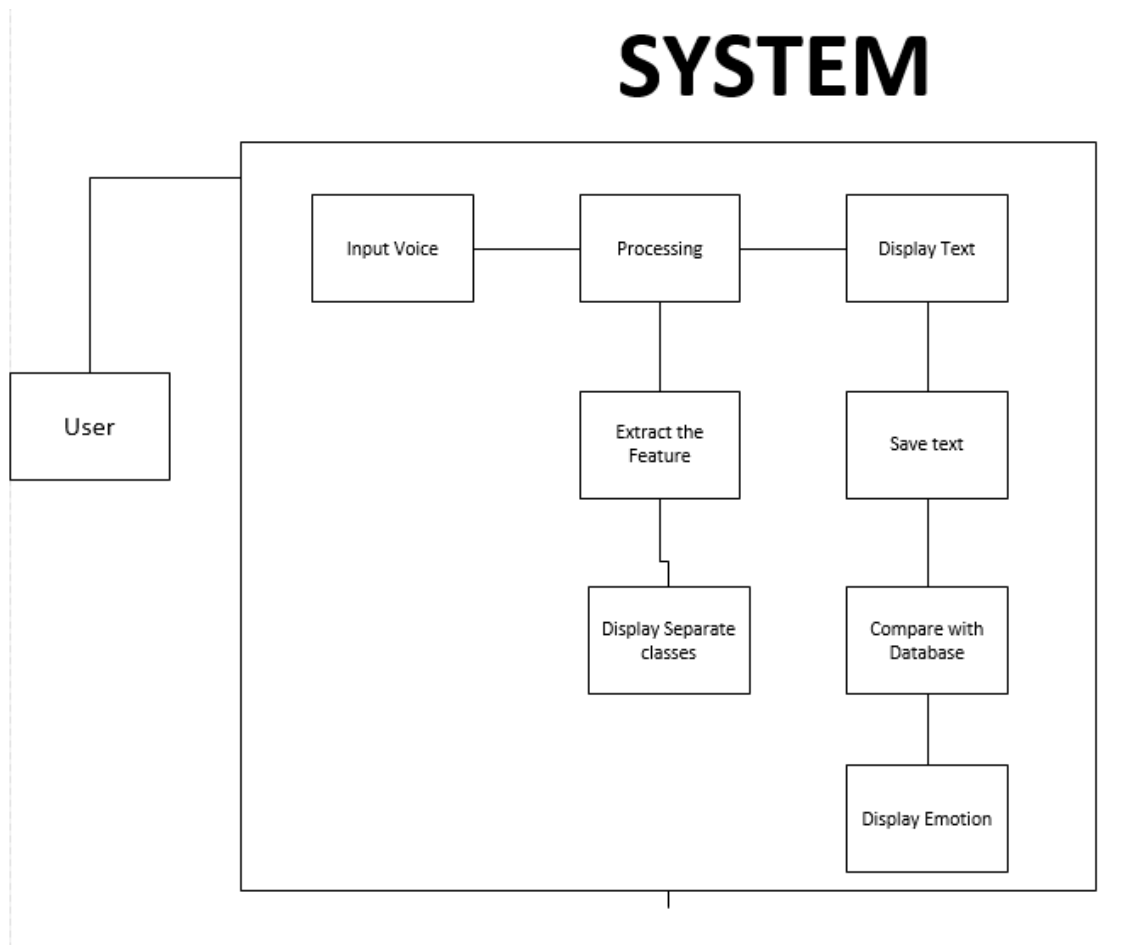 SYSTEM
Input Voice
Processing
Display Text
User
Extract the
Feature
Save text
Display Separate
classes
Compare with
Database
Display Emotion